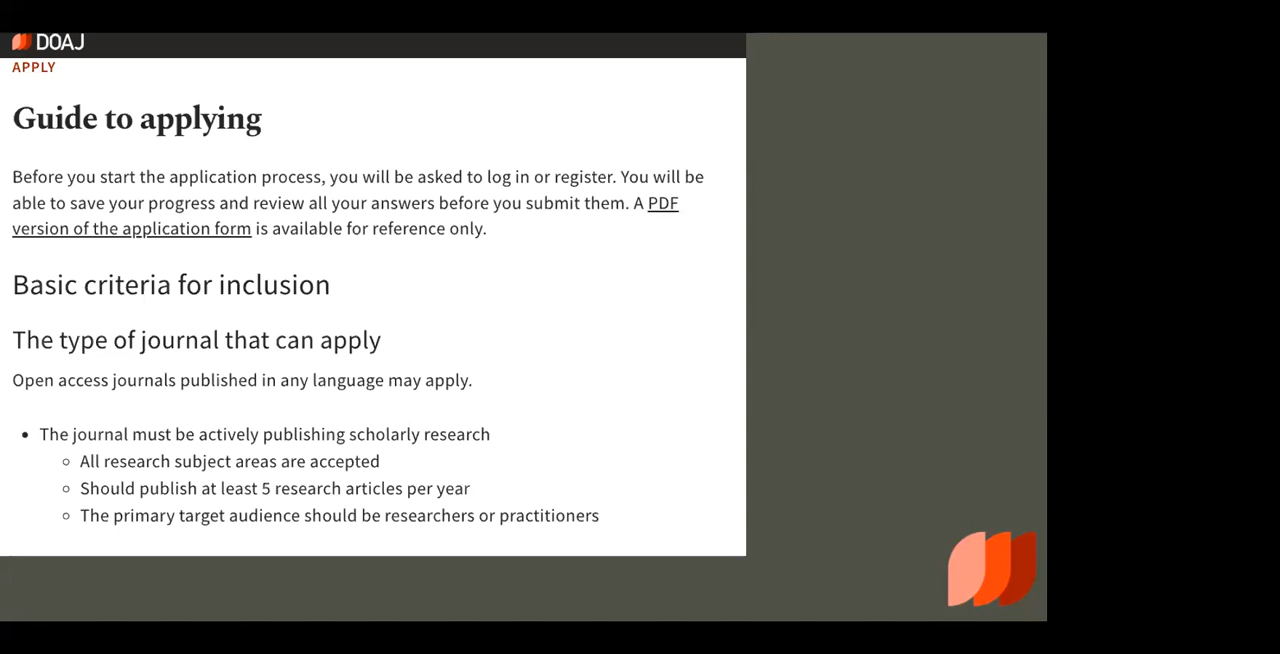 DOAJ
APPLY
Guide to applying
Before you start the application process, you will be asked to log in or register. You will be
able to save your progress and review all your answers before you submit them. A PDF
version of the application form is available for reference only.
Basic criteria for inclusion
The type of journal that can apply
Open access journals published in any language may apply.
• The journal must be actively publishing scholarly research
○ All research subject areas are accepted
○ Should publish at least 5 research articles per year
○ The primary target audience should be researchers or practitioners